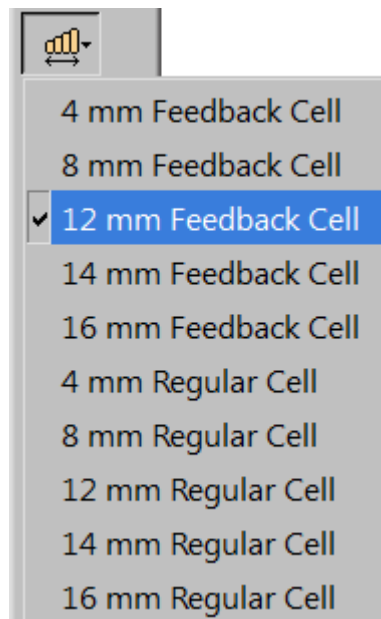 4 mm Feedback Cell
8 mm Feedback Cell
12 mm Feedback Cell
14 mm Feedback Cell
16 mm Feedback Cell
4 mm Regular Cell
8 mm Regular Cell
12 mm Regular Cell
14 mm Regular Cell
16 mm Regular Cell